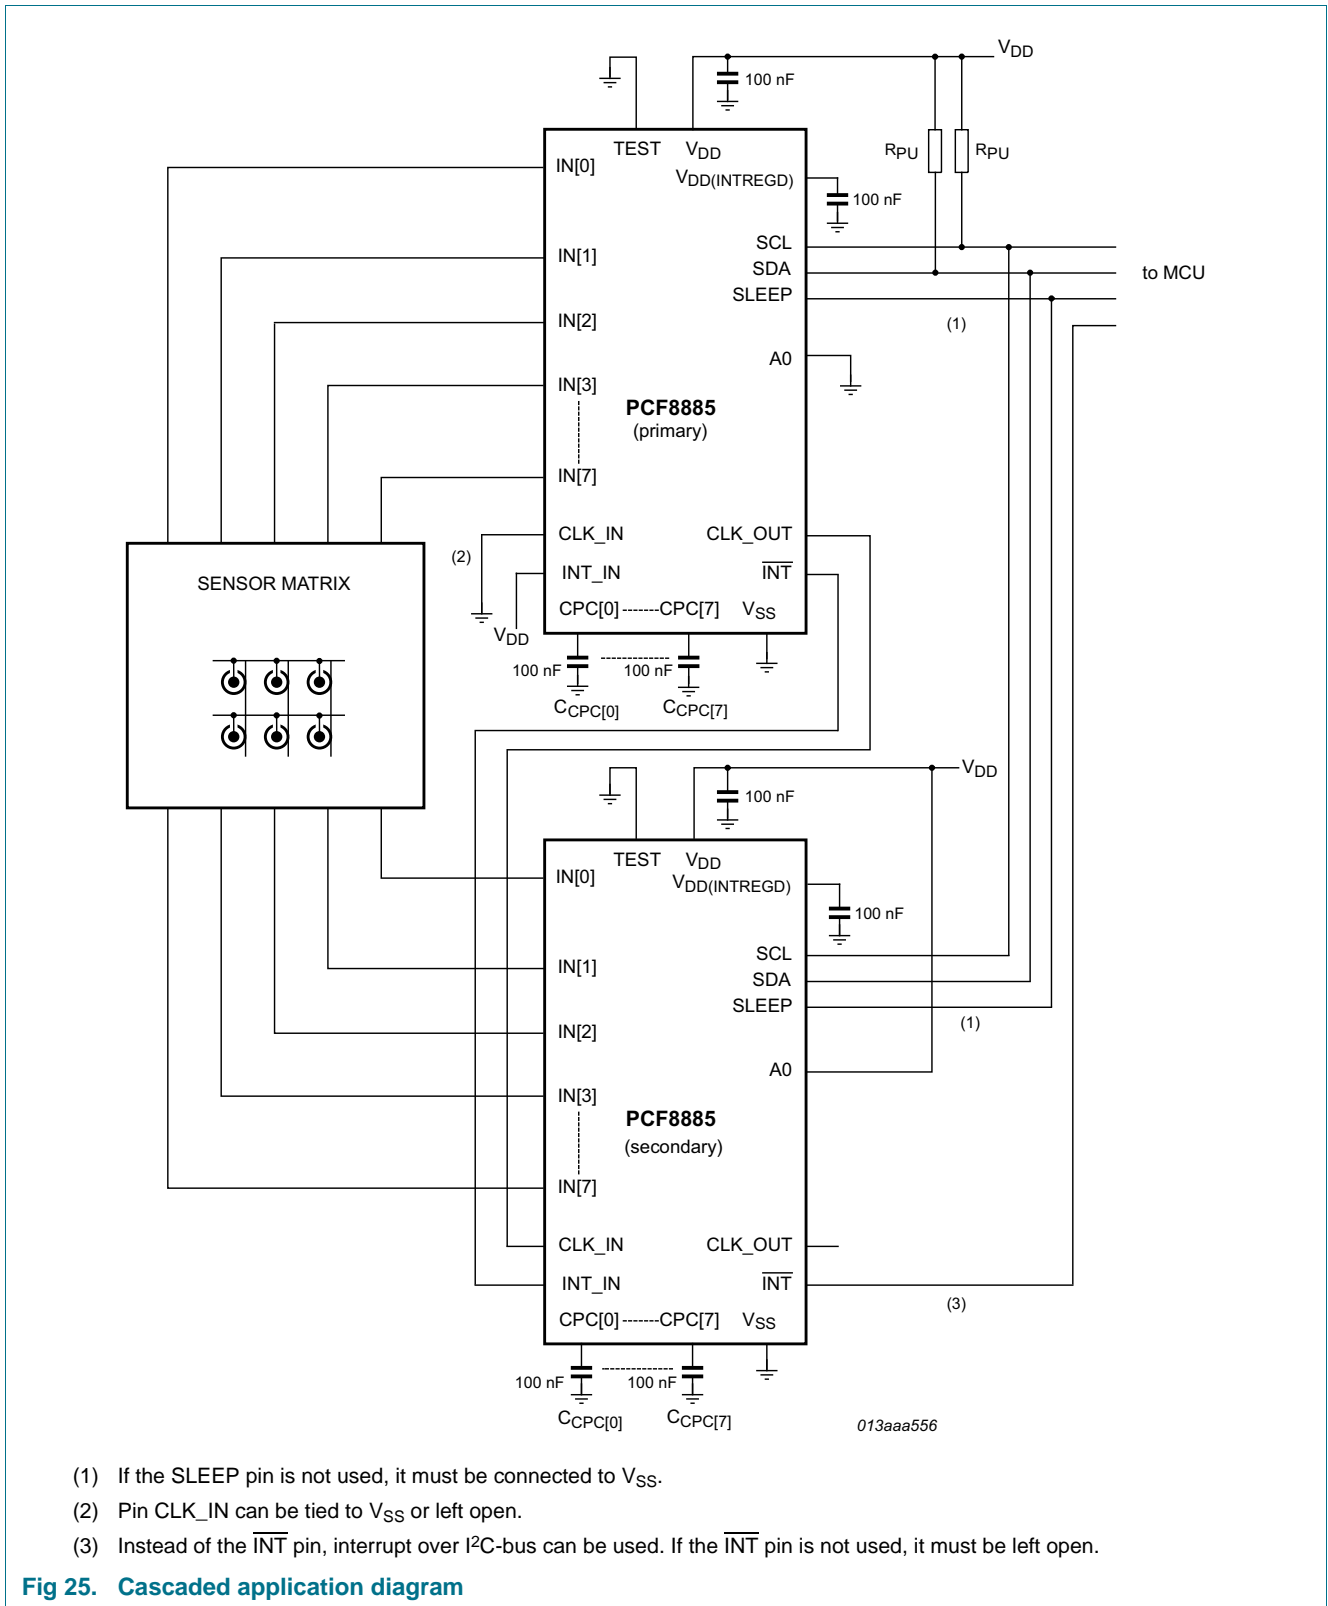 VDD
100 nF
TEST VDD
RPU RPU
IN[0]
VDD(INTREGD)
100 nF
SCL
IN[1]
SDA
to MCU
SLEEP
IN[2]
(1)
A0
IN[3]
PCF8885
(primary)
IN[7]
CLK_IN CLK_OUT
(2)
INT_IN INT
SENSOR MATRIX
CPC[0] -------CPC[7] VSS
VDD
100 nF 100 nF
CCPC[0] CCPC[7]
VDD
100 nF
TEST VDD
IN[0]
VDD(INTREGD)
100 nF
SCL
IN[1]
SDA
SLEEP
(1)
IN[2]
A0
IN[3]
PCF8885
(secondary)
IN[7]
CLK_IN CLK_OUT
INT_IN INT
(3)
CPC[0] -------CPC[7] VSS
100 nF 100 nF
CCPC[0] CCPC[7]
013aaa556
(1) If the SLEEP pin is not used, it must be connected to VSS.
(2) Pin CLK_IN can be tied to VSS or left open.
(3) Instead of the INT pin, interrupt over I2C-bus can be used. If the INT pin is not used, it must be left open.
Fig 25. Cascaded application diagram